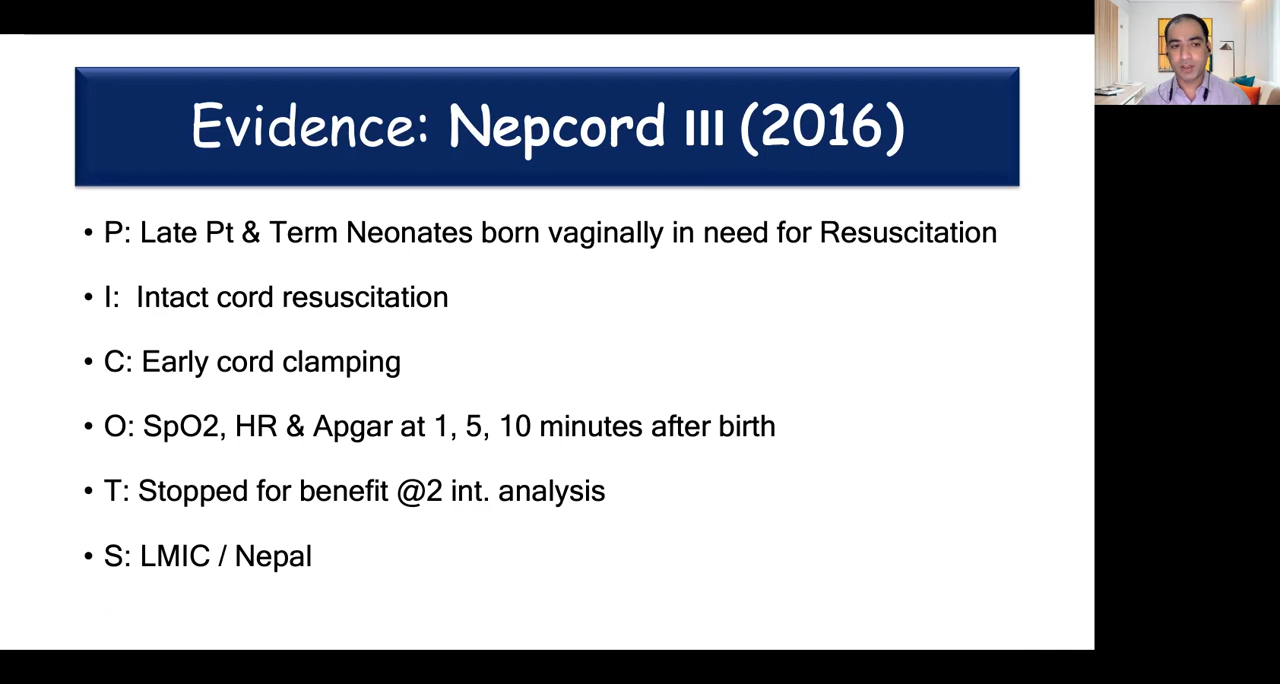 Evidence: Nepcord III (2016)
• P: Late Pt & Term Neonates born vaginally in need for Resuscitation
• I: Intact cord resuscitation
• C: Early cord clamping
• O: SpO2, HR & Apgar at 1, 5, 10 minutes after birth
• T: Stopped for benefit @2 int. analysis
• S: LMIC / Nepal